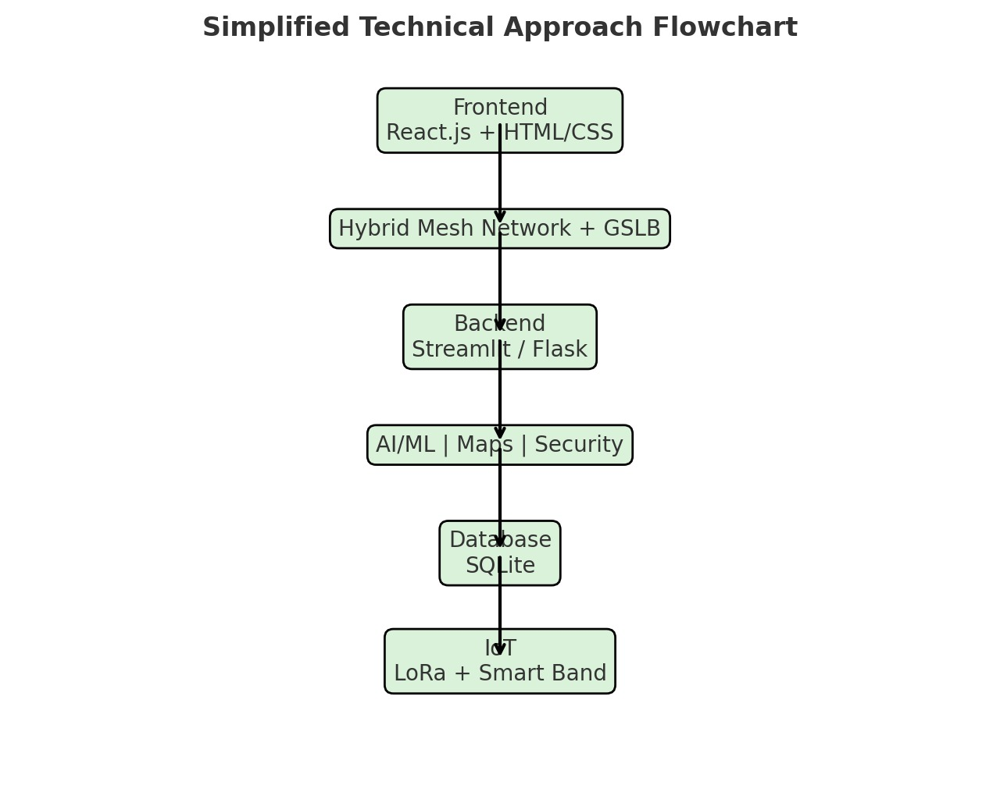 Simplified Technical Approach Flowchart
Frontend
React.js + HTML/CSS
Hybrid Mesh Network + GSLB
Backend
Streamlit / Flask
AI/ML | Maps | Security
Database
SQLite
IoT
LoRa + Smart Band